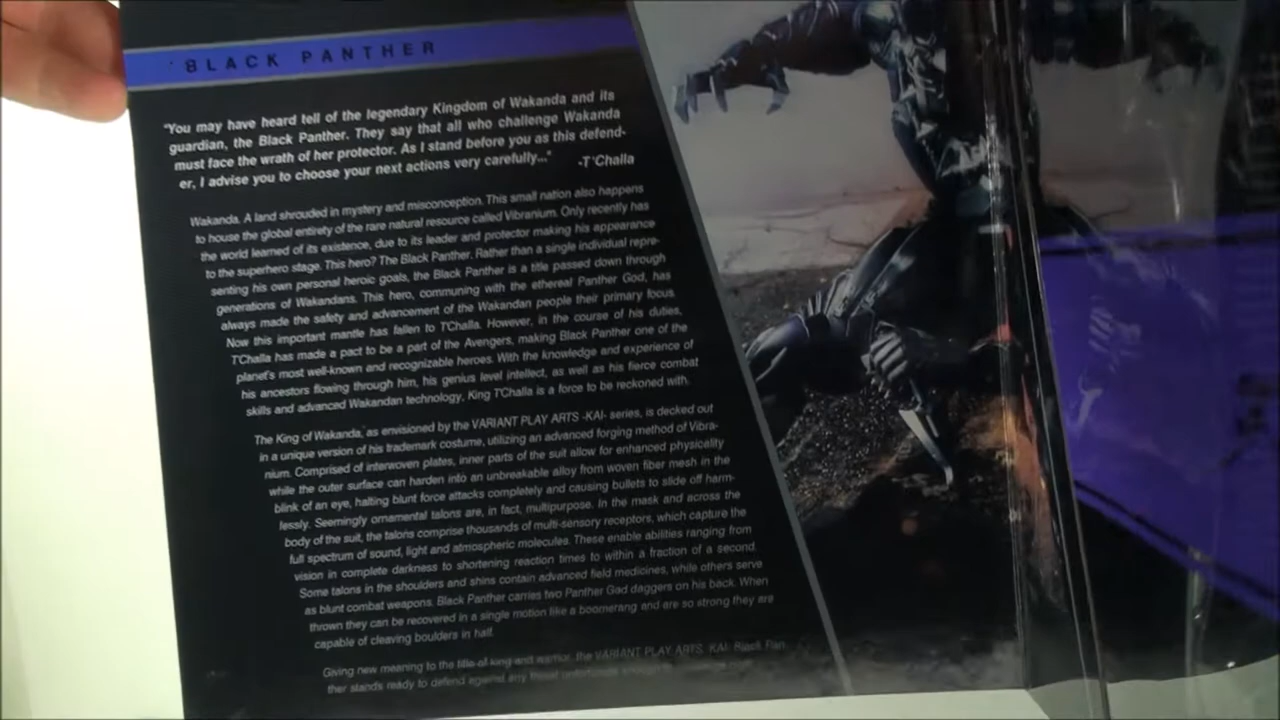 BLACK PANTHER
"You may have heard tell of the legendary Kingdom of Wakanda and its
guardian, the Black Panther. They say that all who challenge Wakanda
must face the wrath of her protector. As I stand before you as this defend-
er, I advise you to choose your next actions very carefully..." -T'Challa
Wakanda. A land shrouded in mystery and misconception. This small nation also happens
to house the global entirety of the rare natural resource called Vibranium. Only recently has
the world learned of its existence, due to its leader and protector making his appearance
to the superhero stage. This hero? The Black Panther. Rather than a single individual repre-
senting his own personal heroic goals, the Black Panther is a title passed down through
generations of Wakandans. This hero, communing with the ethereal Panther God, has
always made the safety and advancement of the Wakandan people their primary focus.
Now this important mantle has fallen to T'Challa. However, in the course of his duties,
T'Challa has made a pact to be a part of the Avengers, making Black Panther one of the
planet's most well-known and recognizable heroes. With the knowledge and experience of
his ancestors flowing through him, his genius level intellect, as well as his fierce combat
skills and advanced Wakandan technology, King T'Challa is a force to be reckoned with.
The King of Wakanda, as envisioned by the VARIANT PLAY ARTS -KAI- series, is decked out
in a unique version of his trademark costume, utilizing an advanced forging method of Vibra-
nium. Comprised of interwoven plates, inner parts of the suit allow for enhanced physicality
while the outer surface can harden into an unbreakable alloy from woven fiber mesh in the
blink of an eye, halting blunt force attacks completely and causing bullets to slide off harm-
lessly. Seemingly ornamental talons are, in fact, multipurpose. In the mask and across the
body of the suit, the talons comprise thousands of multi-sensory receptors, which capture the
full spectrum of sound, light and atmospheric molecules. These enable abilities ranging from
vision in complete darkness to shortening reaction times to within a fraction of a second.
Some talons in the shoulders and shins contain advanced field medicines, while others serve
as blunt combat weapons. Black Panther carries two Panther Gad daggers on his back. When
thrown they can be recovered in a single motion like a boomerang and are so strong they are
capable of cleaving boulders in half.
Giving new meaning to the title of king and warrior, the VARIANT PLAY ARTS -KAI- Black Pan-
ther stands ready to defend against any threat unfortunate enough